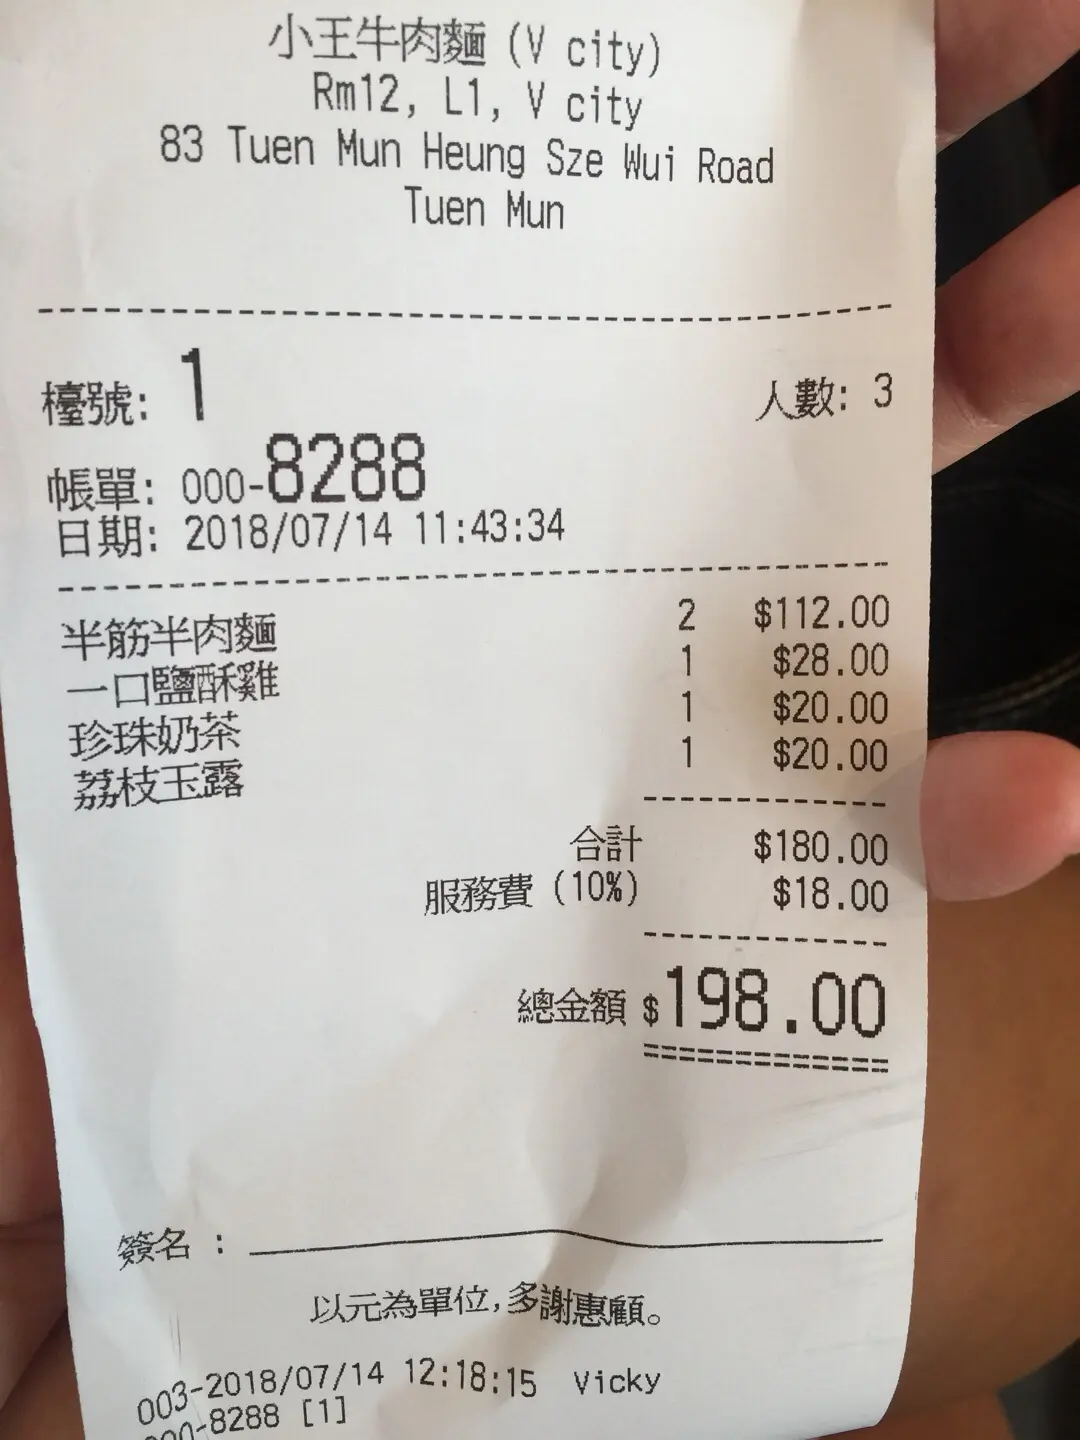 小王牛肉麵 (V city)
Rm12, L1, V city
83 Tuen Mun Heung Sze Wui Road
Tuen Mun
檯號: 1 人數: 3
帳單: 000-8288
日期: 2018/07/14 11:43:34
半筋半肉麵 2 $112.00
一口鹽酥雞 1 $28.00
珍珠奶茶 1 $20.00
荔枝玉露 1 $20.00
合計 $180.00
服務費 (10%) $18.00
總金額 $198.00
簽名 :
以元為單位,多謝惠顧。
003-2018/07/14 12:18:15 Vicky
000-8288 [1]